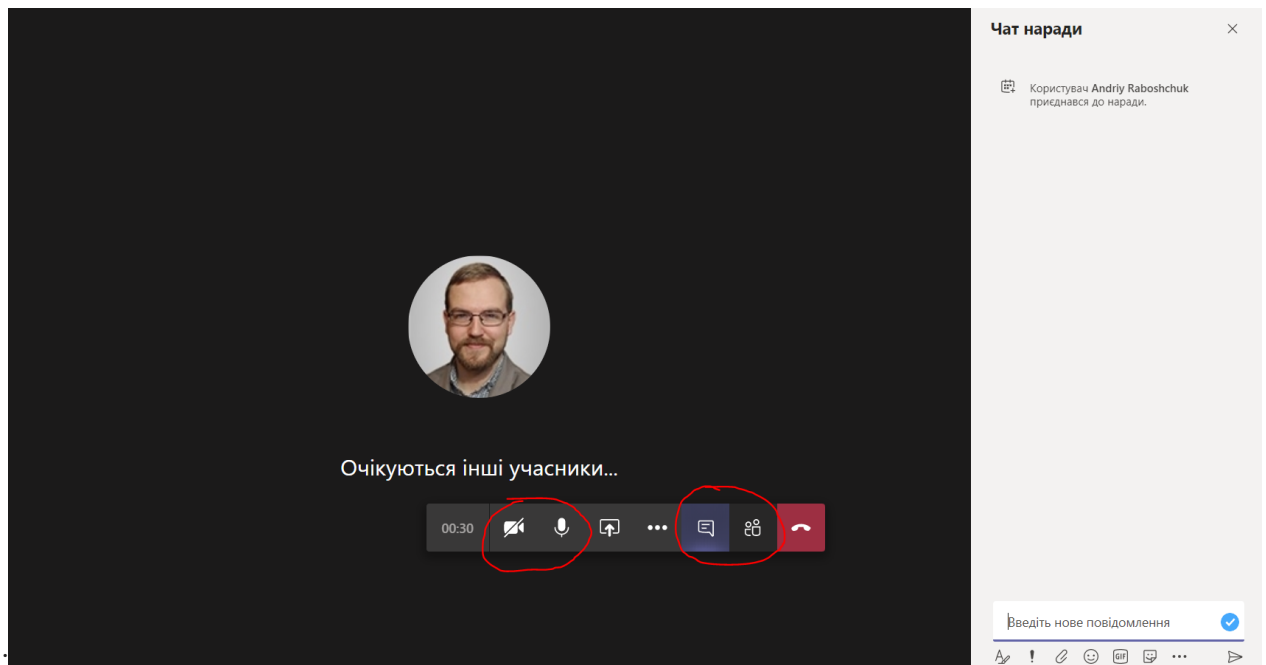 Чат наради
Користувач Andriy Raboshchuk
приєднався до наради.
Очікуються інші учасники...
00:30
Введіть нове повідомлення
GIF